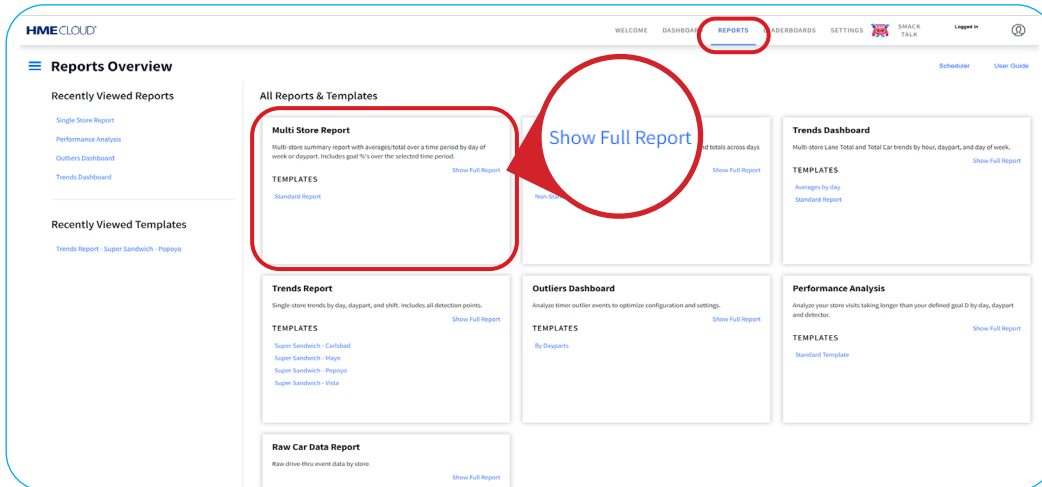 HME CLOUD®
WELCOME DASHBOARD REPORTS LEADERBOARDS SETTINGS SMACK TALK Logged in
Reports Overview
Scheduler User Guide
Recently Viewed Reports
Single Store Report
Performance Analysis
Outliers Dashboard
Trends Dashboard
Recently Viewed Templates
Trends Report - Super Sandwich - Popoyo
All Reports & Templates
Multi Store Report
Multi-store summary report with averages/total over a time period by day of
week or daypart. Includes goal %'s over the selected time period.
Show Full Report
TEMPLATES
Standard Report
Show Full Report
nd totals across days
Show Full Report
Non-Stan
Trends Dashboard
Multi-store Lane Total and Total Car trends by hour, daypart, and day of week.
Show Full Report
TEMPLATES
Averages by day
Standard Report
Trends Report
Single-store trends by day, daypart, and shift. Includes all detection points.
Show Full Report
TEMPLATES
Super Sandwich - Carlsbad
Super Sandwich - Mayo
Super Sandwich - Popoyo
Super Sandwich - Vista
Outliers Dashboard
Analyze timer outlier events to optimize configuration and settings.
Show Full Report
TEMPLATES
By Dayparts
Performance Analysis
Analyze your store visits taking longer than your defined goal D by day, daypart
and detector.
Show Full Report
TEMPLATES
Standard Template
Raw Car Data Report
Raw drive-thru event data by store.
Show Full Report